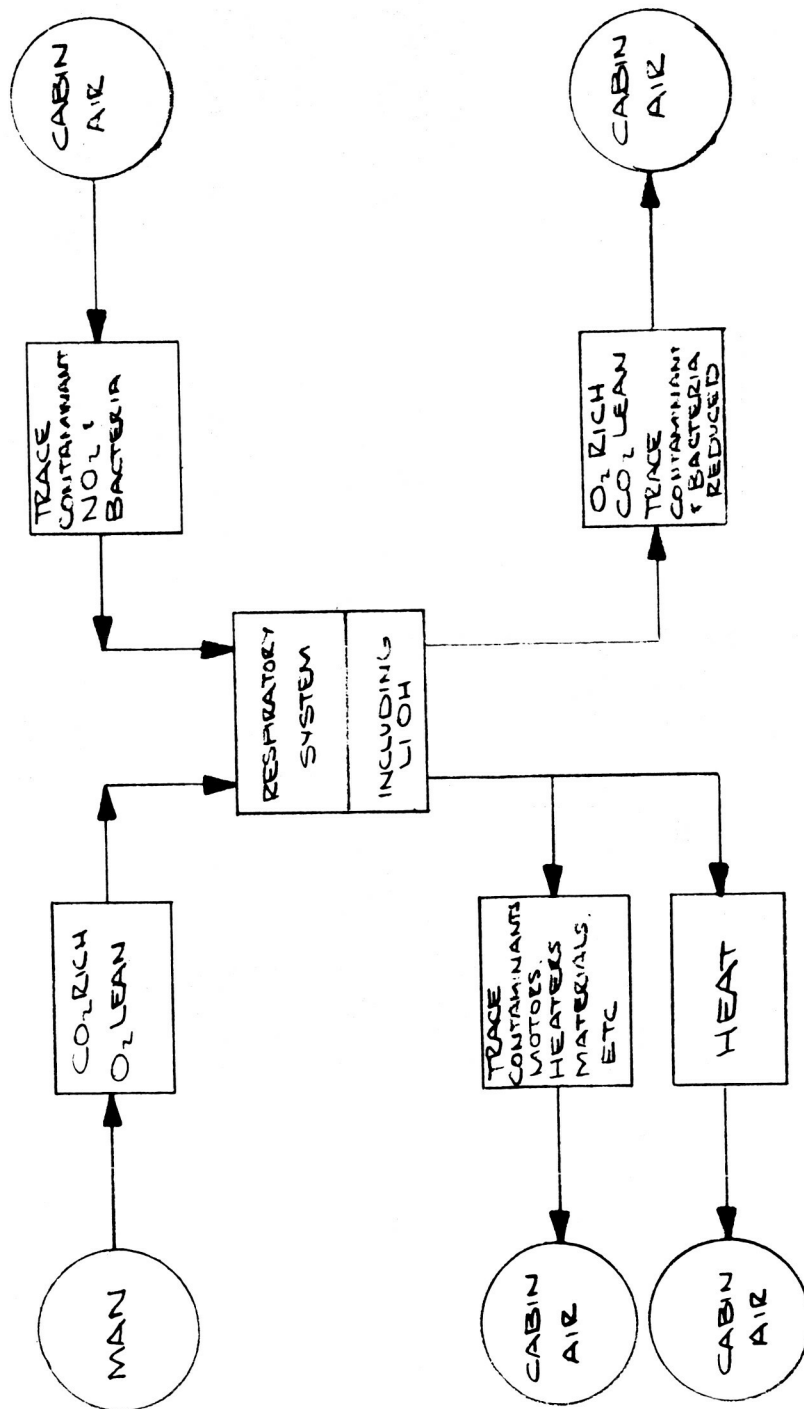 MAN
CO₂ RICH
O₂ LEAN
TRACE
CONTAMINANT
NO₂ &
BACTERIA
CABIN
AIR
RESPIRATORY
SYSTEM
INCLUDING
LIOH
TRACE
CONTAMINANTS
MOTORS.
HEATERS
MATERIALS.
ETC
CABIN
AIR
O₂ RICH
CO₂ LEAN
TRACE
CONTAMINANT
& BACTERIA
REDUCED
CABIN
AIR
HEAT
CABIN
AIR